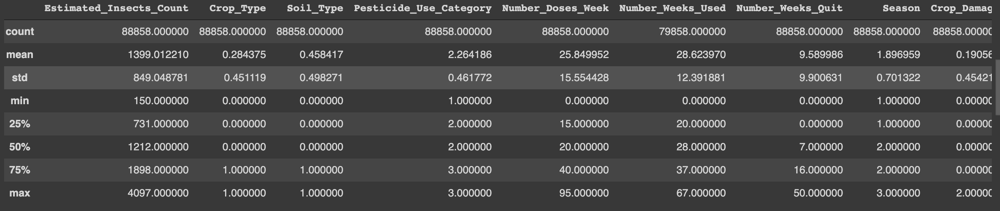 Estimated_Insects_Count Crop_Type Soil_Type Pesticide_Use_Category Number_Doses_Week Number_Weeks_Used Number_Weeks_Quit Season Crop_Damag
count 88858.000000 88858.000000 88858.000000 88858.000000 88858.000000 79858.000000 88858.000000 88858.000000 88858.00000
mean 1399.012210 0.284375 0.458417 2.264186 25.849952 28.623970 9.589986 1.896959 0.19056
std 849.048781 0.451119 0.498271 0.461772 15.554428 12.391881 9.900631 0.701322 0.45421
min 150.000000 0.000000 0.000000 1.000000 0.000000 0.000000 0.000000 1.000000 0.00000
25% 731.000000 0.000000 0.000000 2.000000 15.000000 20.000000 0.000000 1.000000 0.00000
50% 1212.000000 0.000000 0.000000 2.000000 20.000000 28.000000 7.000000 2.000000 0.00000
75% 1898.000000 1.000000 1.000000 3.000000 40.000000 37.000000 16.000000 2.000000 0.00000
max 4097.000000 1.000000 1.000000 3.000000 95.000000 67.000000 50.000000 3.000000 2.00000